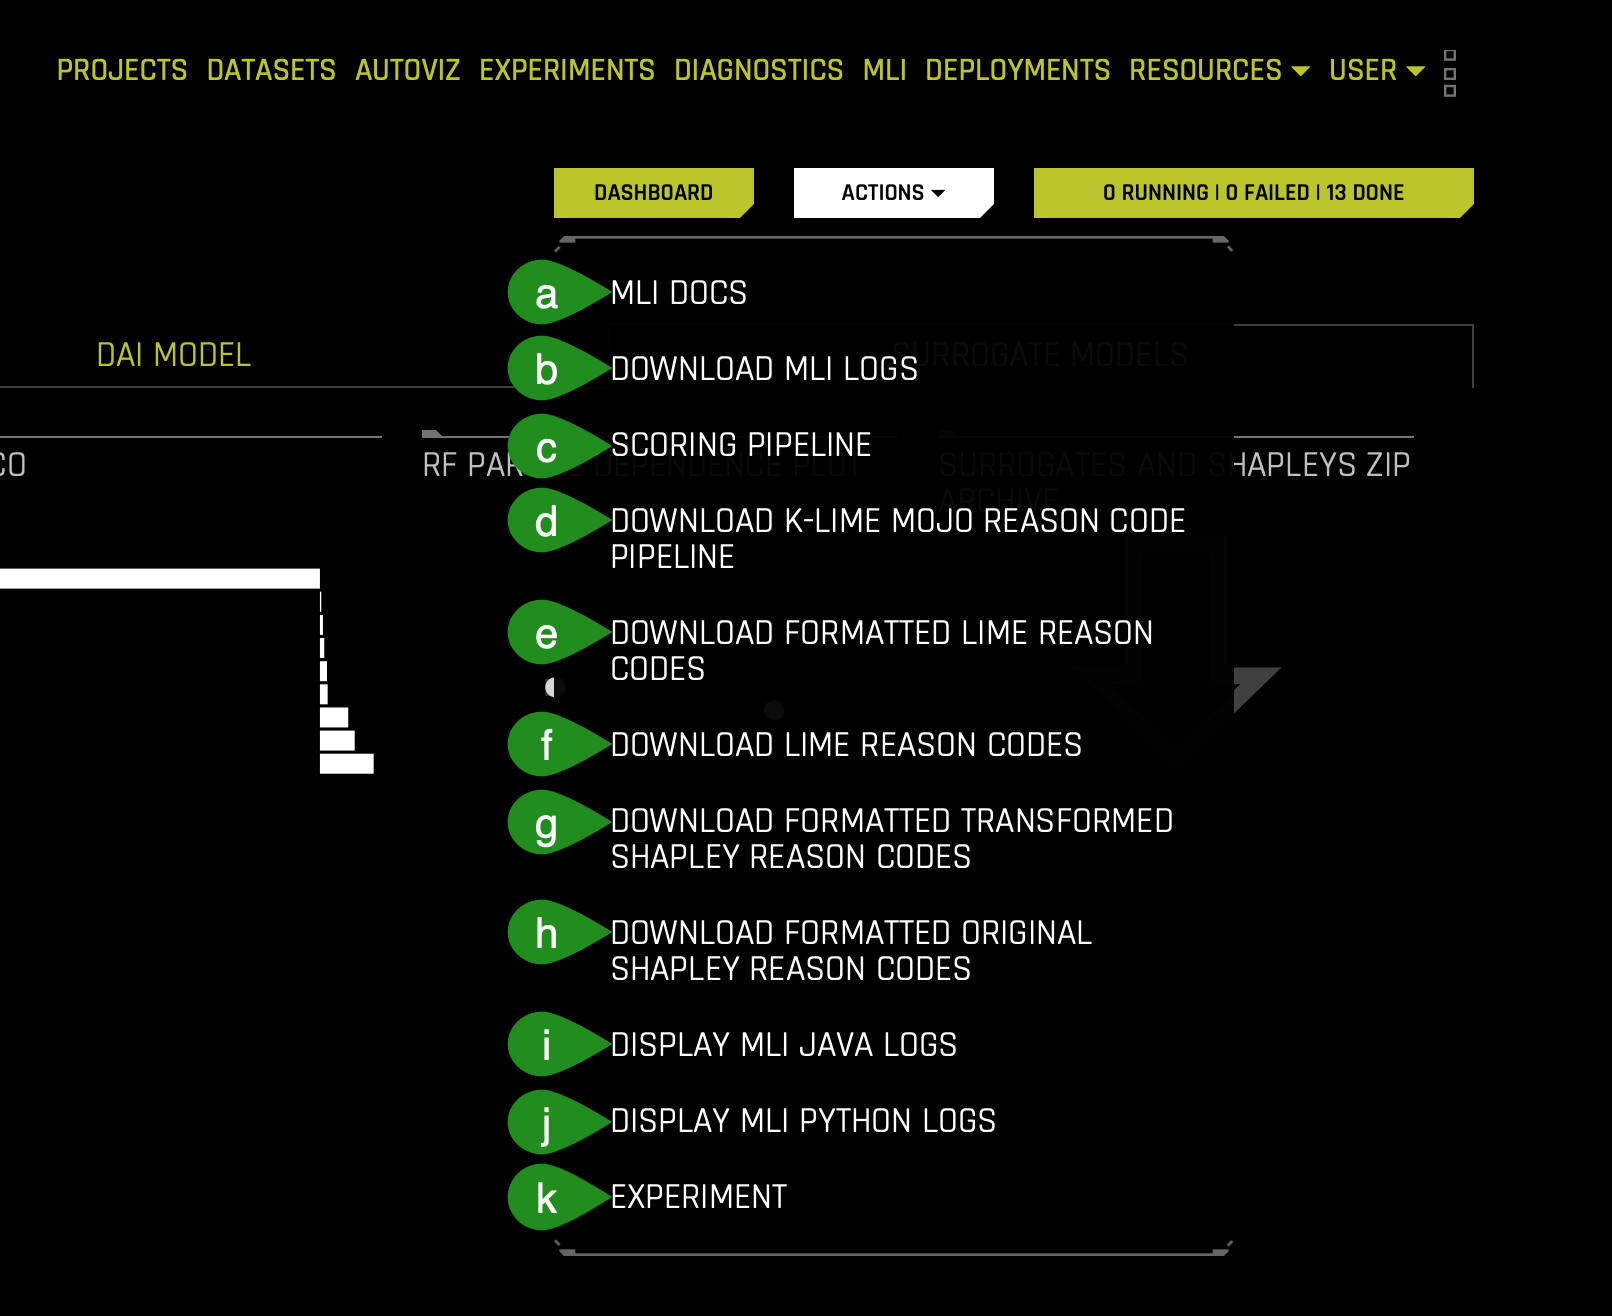 PROJECTS DATASETS AUTOVIZ EXPERIMENTS DIAGNOSTICS MLI DEPLOYMENTS RESOURCES USER
DASHBOARD ACTIONS 0 RUNNING | 0 FAILED | 13 DONE
a MLI DOCS
DAI MODEL
SURROGATE MODELS
b DOWNLOAD MLI LOGS
c SCORING PIPELINE
CO
RF PAR DEPENDENCE PLOT
SURROGATES AND SHAPLEYS ZIP
ARCHIVE
d DOWNLOAD K-LIME MOJO REASON CODE
PIPELINE
e DOWNLOAD FORMATTED LIME REASON
CODES
f DOWNLOAD LIME REASON CODES
g DOWNLOAD FORMATTED TRANSFORMED
SHAPLEY REASON CODES
h DOWNLOAD FORMATTED ORIGINAL
SHAPLEY REASON CODES
i DISPLAY MLI JAVA LOGS
j DISPLAY MLI PYTHON LOGS
k EXPERIMENT